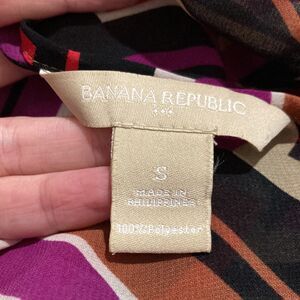 BANANA REPUBLIC
S
MADE IN
PHILIPPINES
100%Polyester